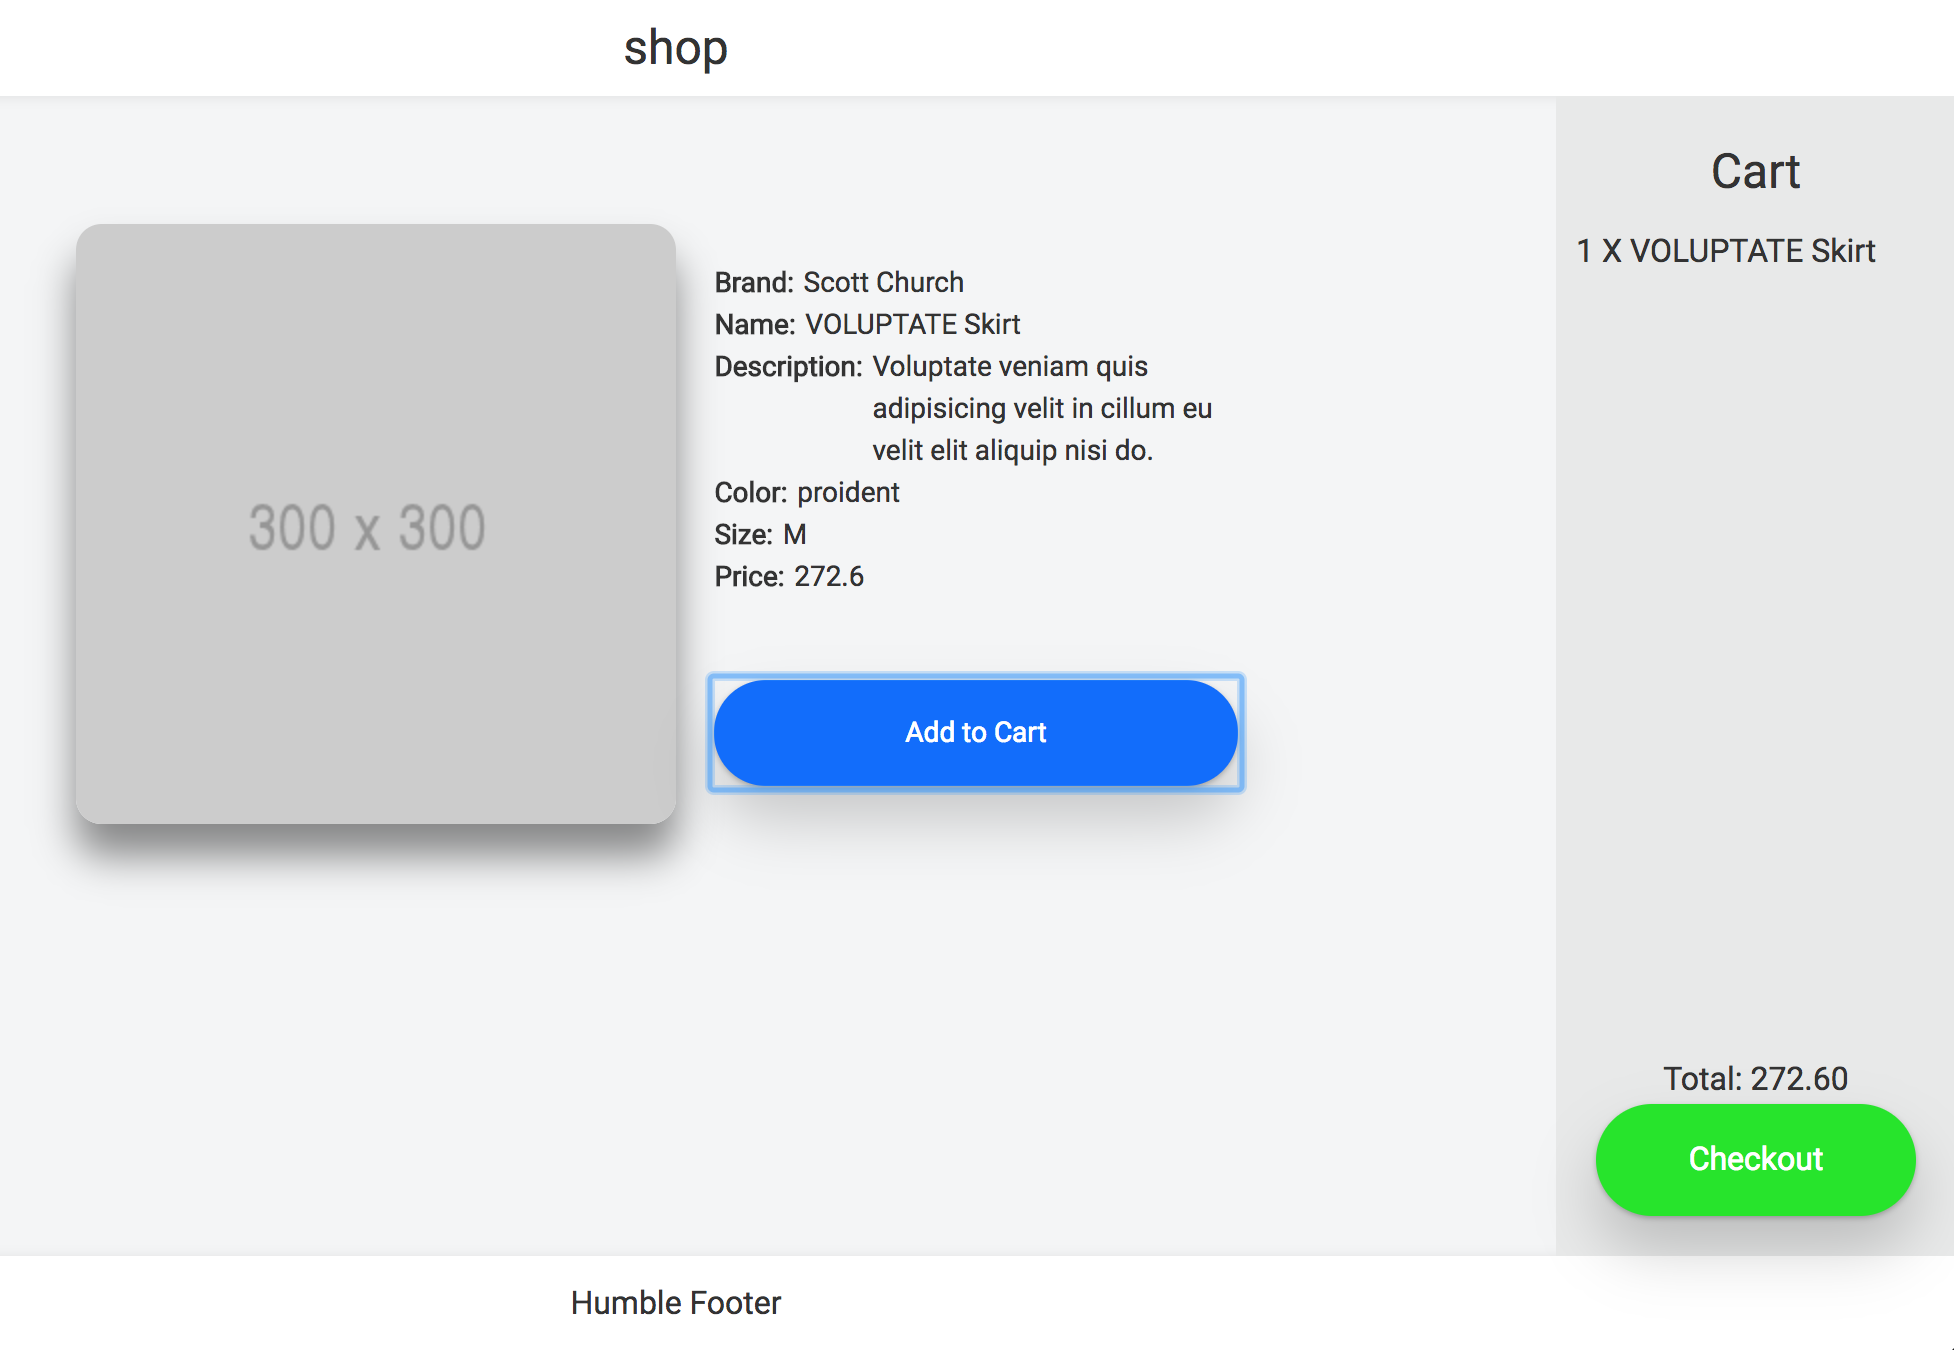 shop
300 x 300
Brand: Scott Church
Name: VOLUPTATE Skirt
Description: Voluptate veniam quis
adipisicing velit in cillum eu
velit elit aliquip nisi do.
Color: proident
Size: M
Price: 272.6
Add to Cart
Cart
1 X VOLUPTATE Skirt
Total: 272.60
Checkout
Humble Footer